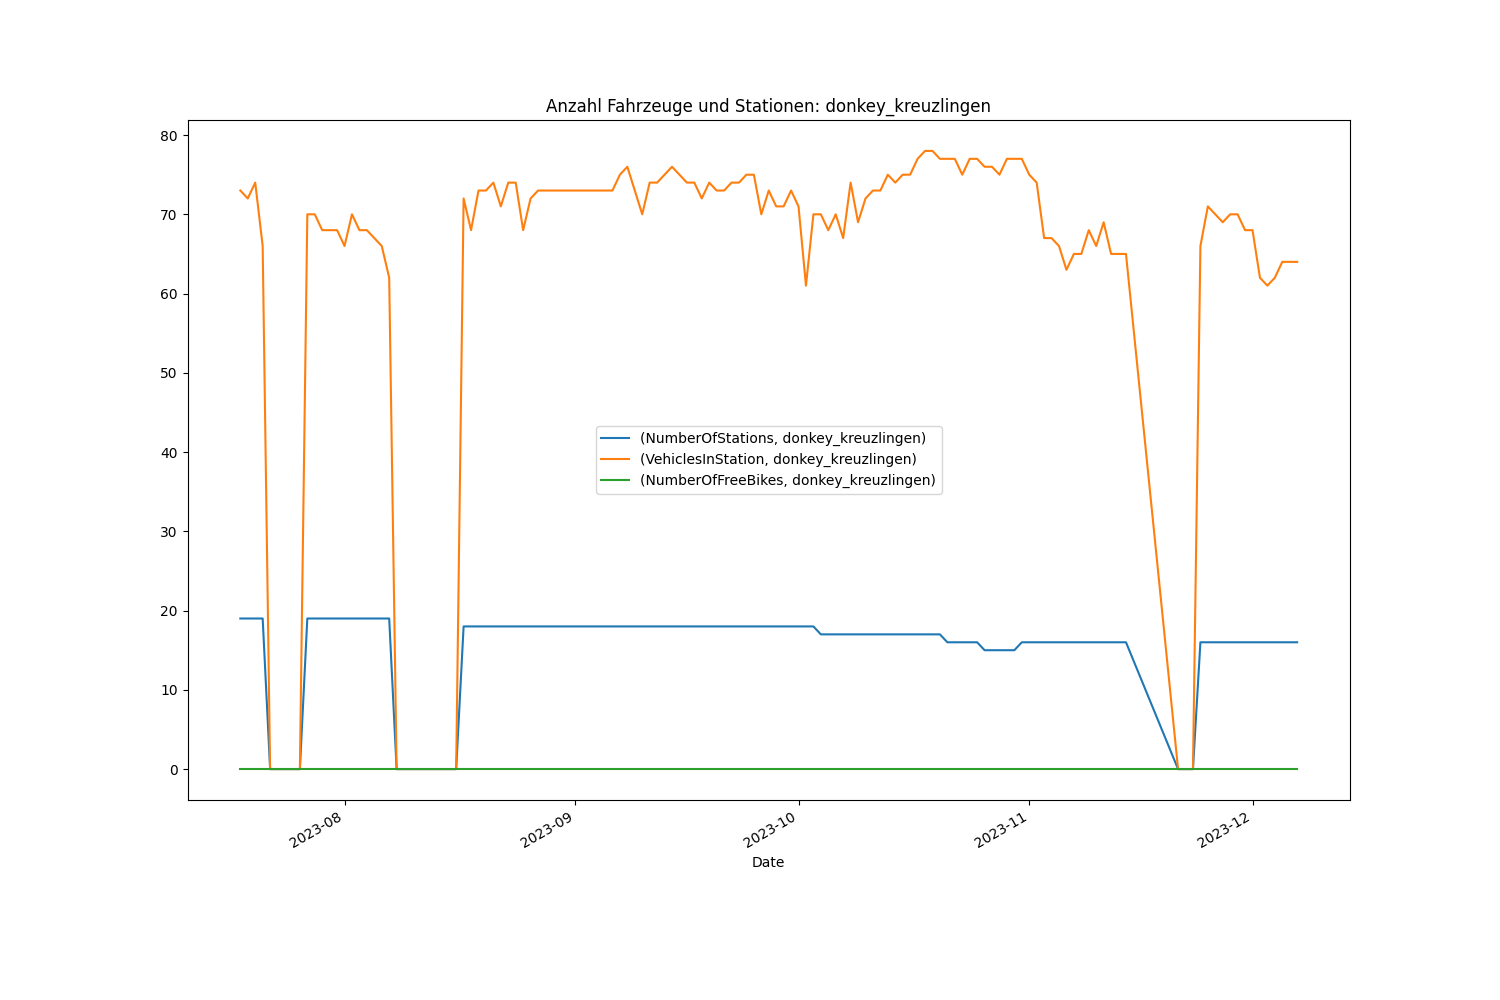 Anzahl Fahrzeuge und Stationen: donkey_kreuzlingen
80
70
60
50
40
30
20
10
0
(NumberOfStations, donkey_kreuzlingen)
(VehiclesInStation, donkey_kreuzlingen)
(NumberOfFreeBikes, donkey_kreuzlingen)
2023-08
2023-09
2023-10
2023-11
2023-12
Date